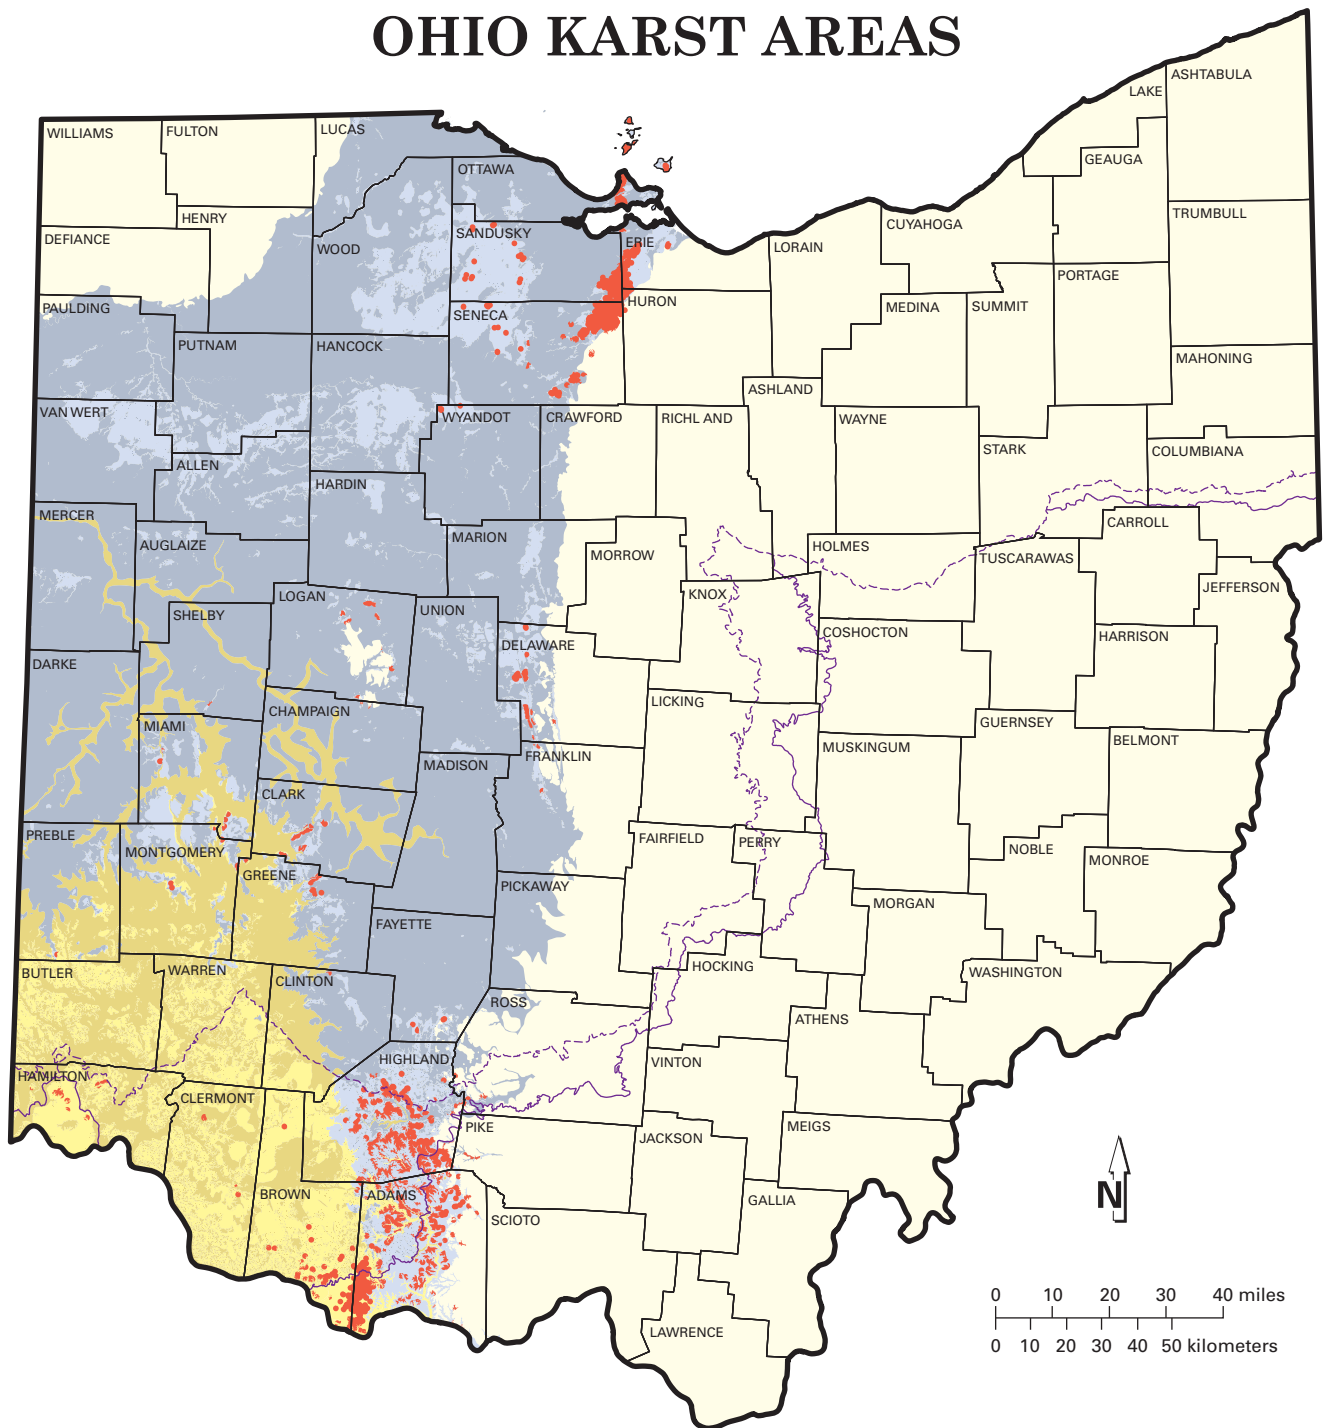 OHIO KARST AREAS
ASHTABULA
LAKE
WILLIAMS
FULTON
LUCAS
GEAUGA
OTTAWA
HENRY
TRUMBULL
CUYAHOGA
DEFIANCE
SANDUSKY
ERIE
WOOD
LORAIN
PORTAGE
PAULDING
SENECA
HURON
MEDINA
SUMMIT
PUTNAM
HANCOCK
MAHONING
ASHLAND
VAN WERT
WYANDOT
CRAWFORD
RICHLAND
WAYNE
STARK
COLUMBIANA
ALLEN
HARDIN
MERCER
CARROLL
AUGLAIZE
MARION
MORROW
HOLMES
TUSCARAWAS
JEFFERSON
LOGAN
KNOX
UNION
SHELBY
COSHOCTON
HARRISON
DELAWARE
DARKE
LICKING
CHAMPAIGN
GUERNSEY
MIAMI
BELMONT
MUSKINGUM
FRANKLIN
MADISON
CLARK
PREBLE
FAIRFIELD
PERRY
MONTGOMERY
NOBLE
MONROE
GREENE
PICKAWAY
MORGAN
FAYETTE
HOCKING
BUTLER
WARREN
WASHINGTON
CLINTON
ROSS
ATHENS
HIGHLAND
VINTON
HAMILTON
CLERMONT
PIKE
MEIGS
JACKSON
BROWN
ADAMS
GALLIA
N
SCIOTO
0 10 20 30 40 miles
LAWRENCE
0 10 20 30 40 50 kilometers